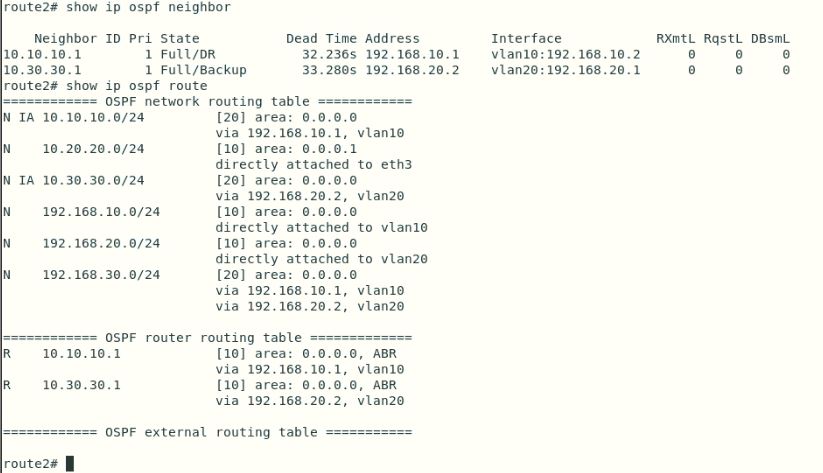 route2# show ip ospf neighbor
Neighbor ID Pri State Dead Time Address Interface RXmtL RqstL DBsmL
10.10.10.1 1 Full/DR 32.236s 192.168.10.1 vlan10:192.168.10.2 0 0 0
10.30.30.1 1 Full/Backup 33.280s 192.168.20.2 vlan20:192.168.20.1 0 0 0
route2# show ip ospf route
============ OSPF network routing table ============
N IA 10.10.10.0/24 [20] area: 0.0.0.0
via 192.168.10.1, vlan10
N 10.20.20.0/24 [10] area: 0.0.0.1
directly attached to eth3
N IA 10.30.30.0/24 [20] area: 0.0.0.0
via 192.168.20.2, vlan20
N 192.168.10.0/24 [10] area: 0.0.0.0
directly attached to vlan10
N 192.168.20.0/24 [10] area: 0.0.0.0
directly attached to vlan20
N 192.168.30.0/24 [20] area: 0.0.0.0
via 192.168.10.1, vlan10
via 192.168.20.2, vlan20
============ OSPF router routing table =============
R 10.10.10.1 [10] area: 0.0.0.0, ABR
via 192.168.10.1, vlan10
R 10.30.30.1 [10] area: 0.0.0.0, ABR
via 192.168.20.2, vlan20
============ OSPF external routing table ===========
route2#